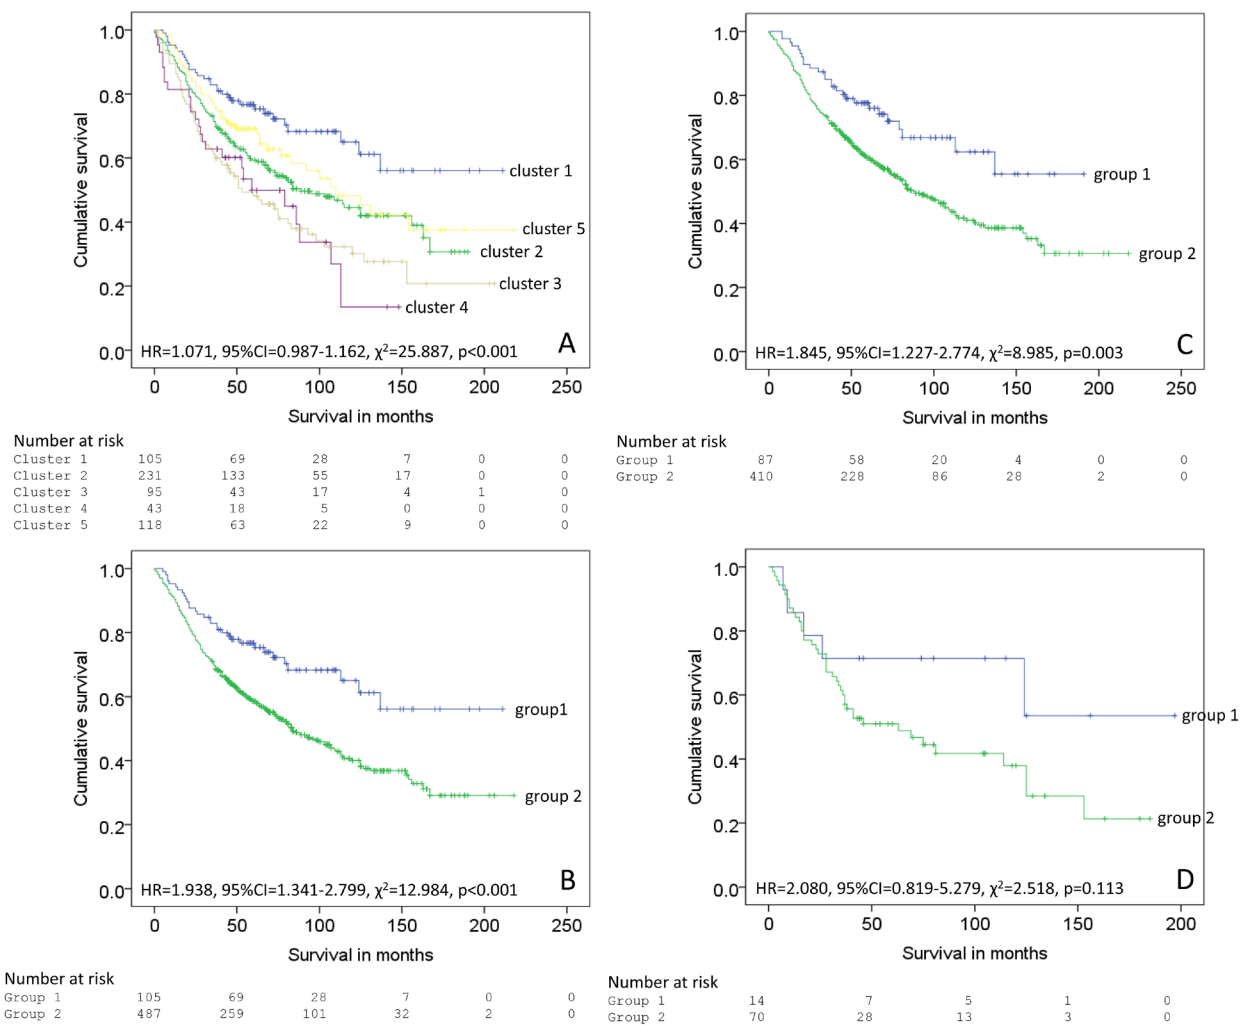 1.0
0.8
0.6
0.4
0.2
0.0
Cumulative survival
cluster 1
cluster 5
cluster 2
cluster 3
cluster 4
HR=1.071, 95%CI=0.987-1.162, χ²=25.887, p<0.001
A
0 50 100 150 200 250
Survival in months
Number at risk
Cluster 1 105 69 28 7 0 0
Cluster 2 231 133 55 17 0 0
Cluster 3 95 43 17 4 1 0
Cluster 4 43 18 5 0 0 0
Cluster 5 118 63 22 9 0 0
1.0
0.8
0.6
0.4
0.2
0.0
Cumulative survival
group 1
group 2
HR=1.845, 95%CI=1.227-2.774, χ²=8.985, p=0.003
C
0 50 100 150 200 250
Survival in months
Number at risk
Group 1 87 58 20 4 0 0
Group 2 410 228 86 28 2 0
1.0
0.8
0.6
0.4
0.2
0.0
Cumulative survival
group1
group 2
HR=1.938, 95%CI=1.341-2.799, χ²=12.984, p<0.001
B
0 50 100 150 200 250
Survival in months
Number at risk
Group 1 105 69 28 7 0 0
Group 2 487 259 101 32 2 0
1.0
0.8
0.6
0.4
0.2
0.0
Cumulative survival
group 1
group 2
HR=2.080, 95%CI=0.819-5.279, χ²=2.518, p=0.113
D
0 50 100 150 200
Survival in months
Number at risk
Group 1 14 7 5 1 0
Group 2 70 28 13 3 0